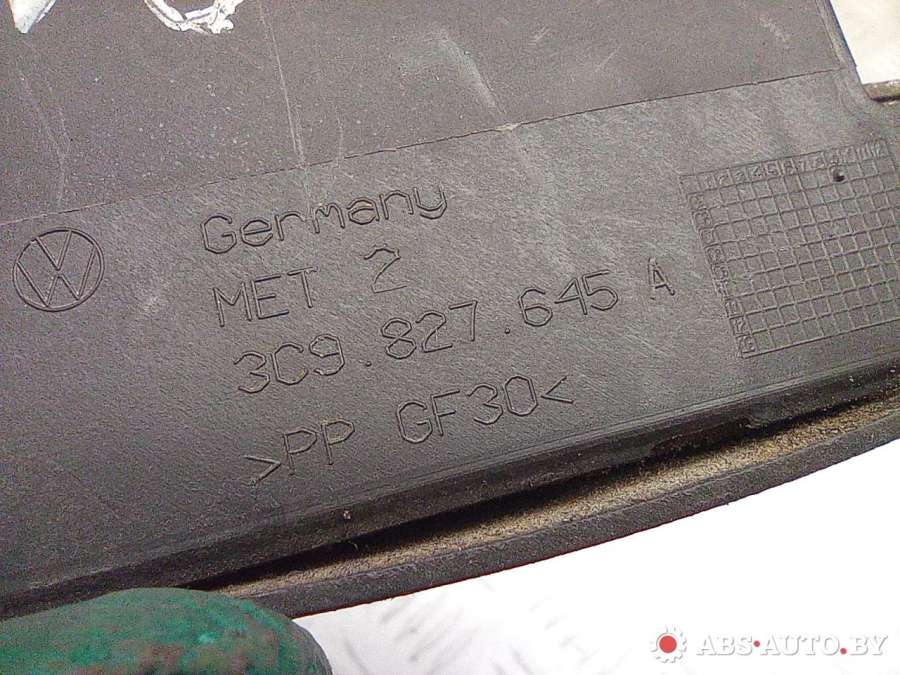 Germany
MET 2
3C9.827.645 A
>PP GF30<
ABS-AUTO.BY